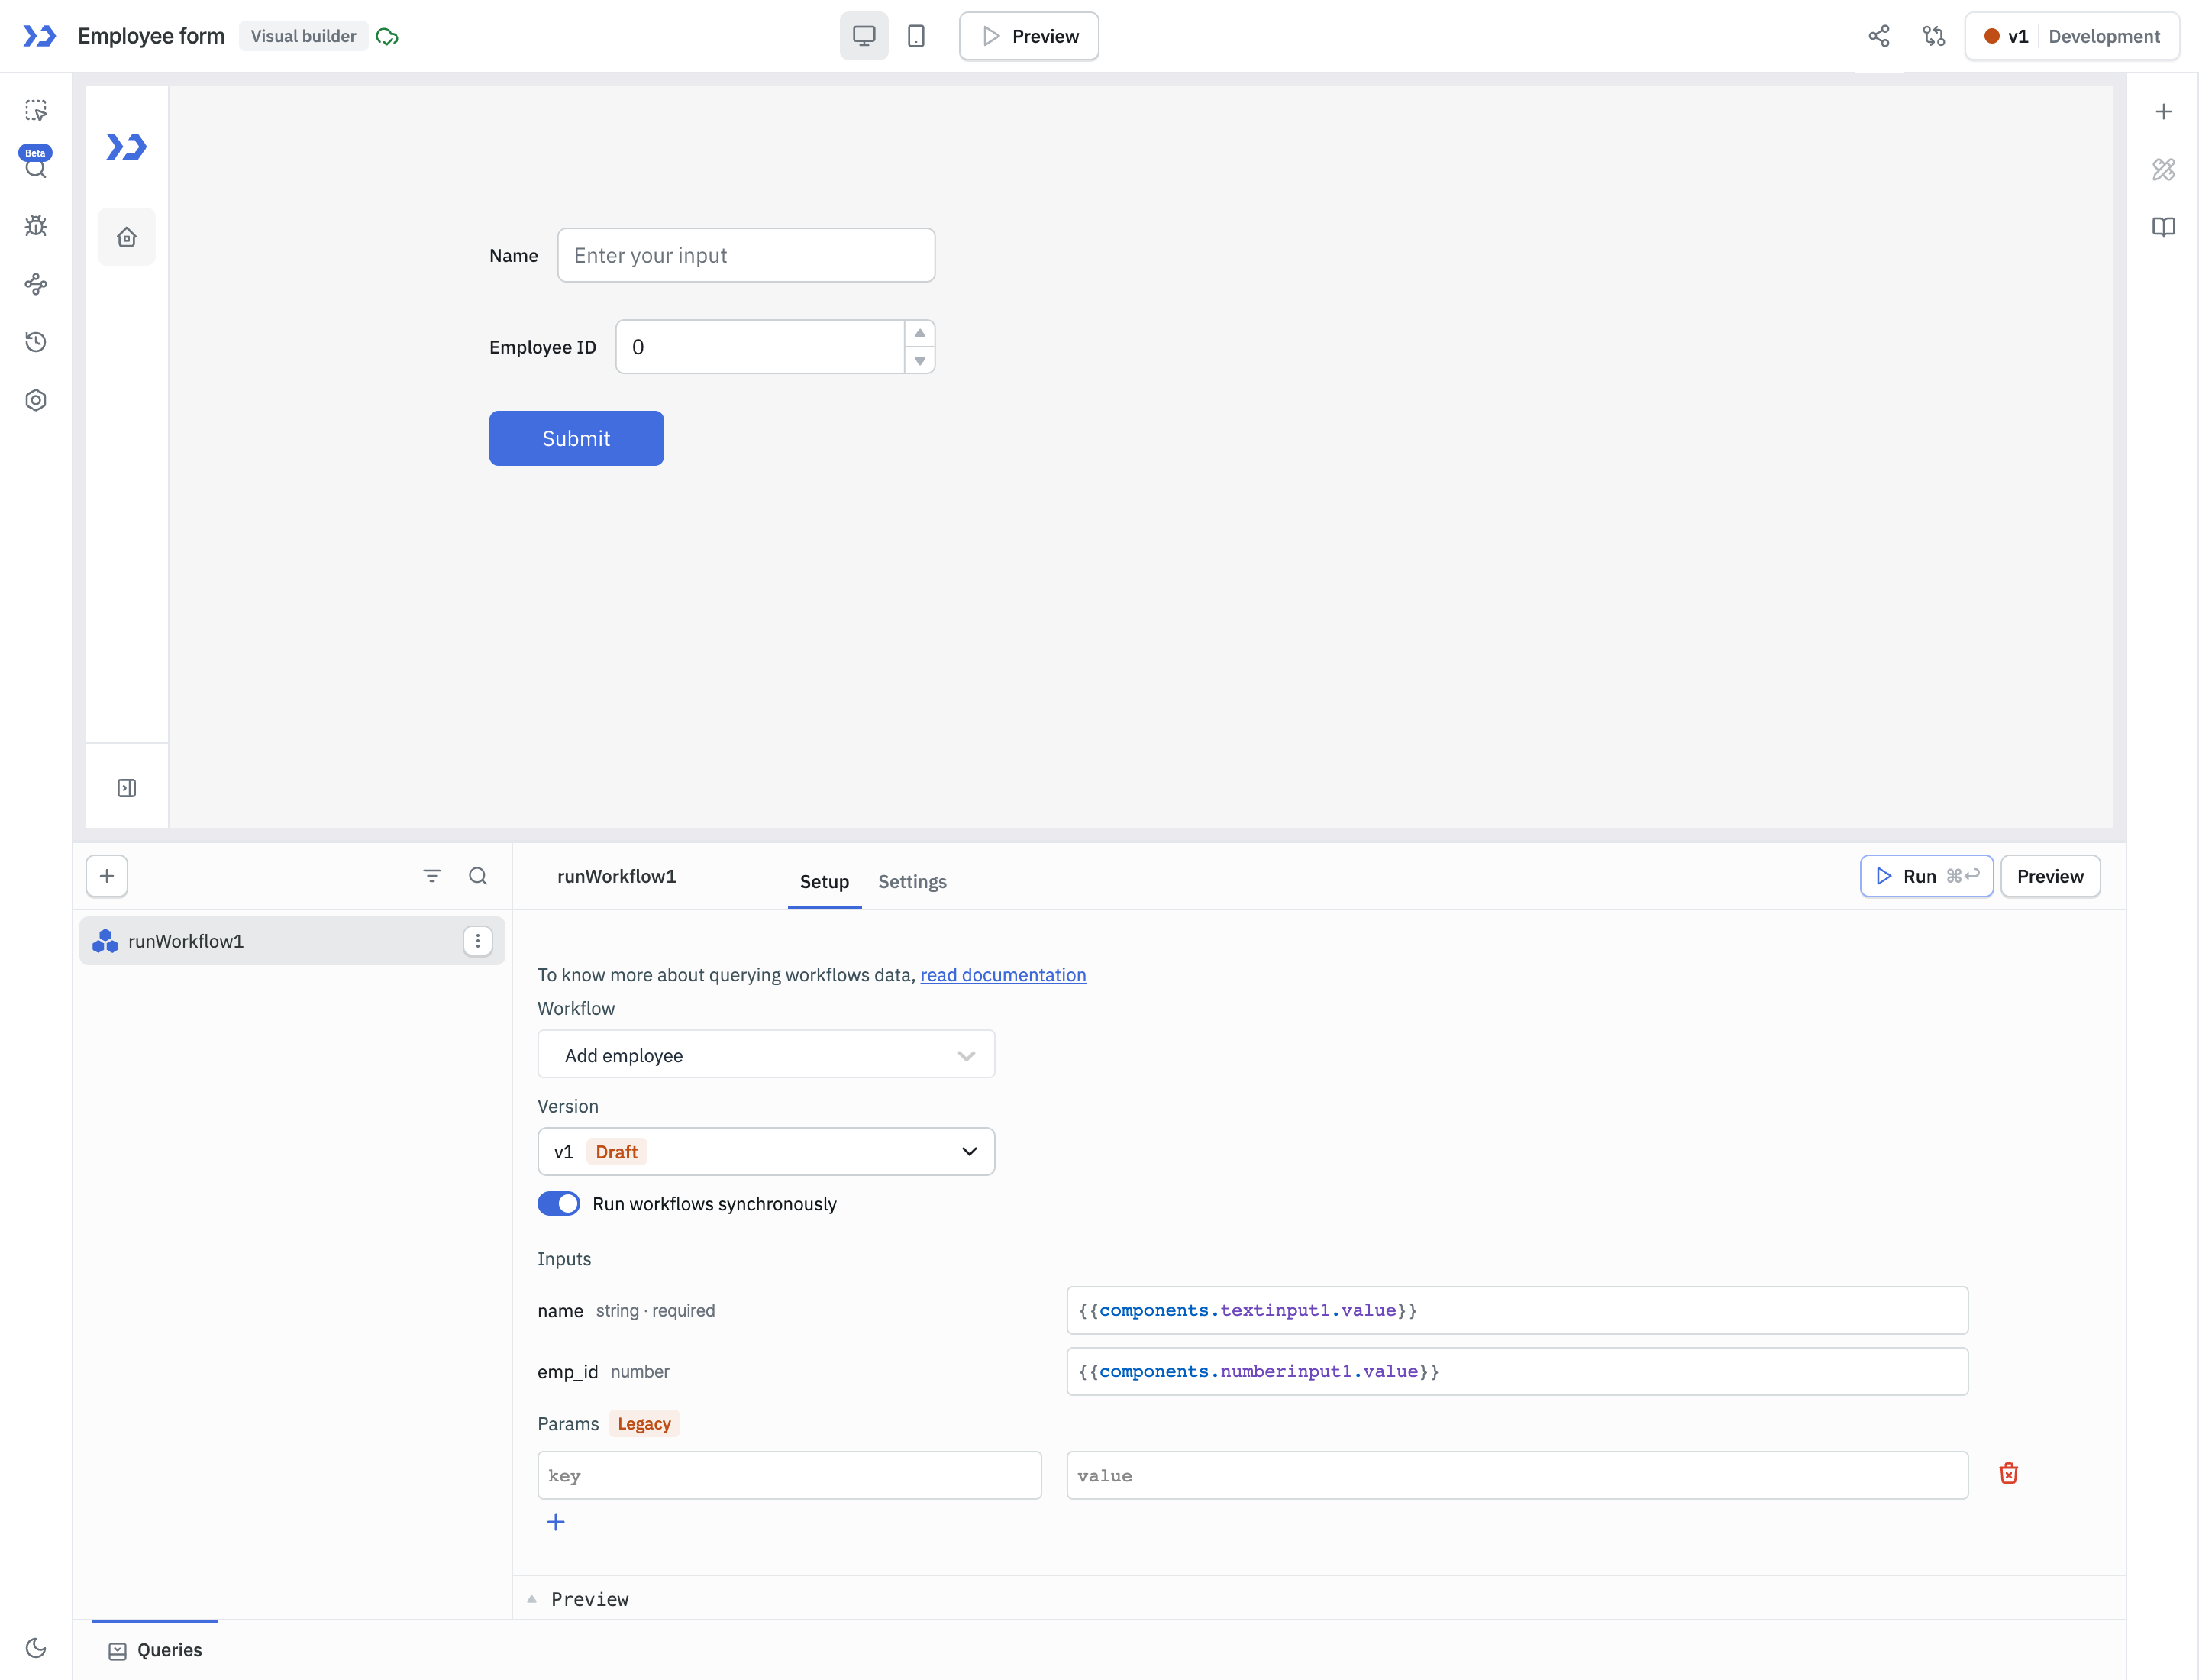 Employee form Visual builder Preview v1 Development
Beta
Name Enter your input
Employee ID 0
Submit
runWorkflow1 Setup Settings Run ⌘↩ Preview
runWorkflow1
To know more about querying workflows data, read documentation
Workflow
Add employee
Version
v1 Draft
Run workflows synchronously
Inputs
name string · required {{components.textinput1.value}}
emp_id number {{components.numberinput1.value}}
Params Legacy
key value
Preview
Queries